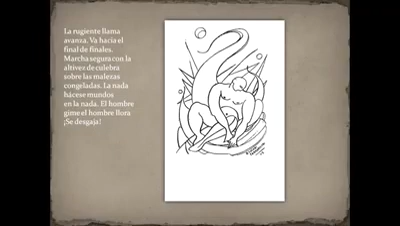 La rugiente llama
avanza. Va hacia el
final de finales.
Marcha segura con la
altivez de culebra
sobre las malezas
congeladas. La nada
hácese mundos
en la nada. El hombre
gime el hombre llora
¡Se desgaja!